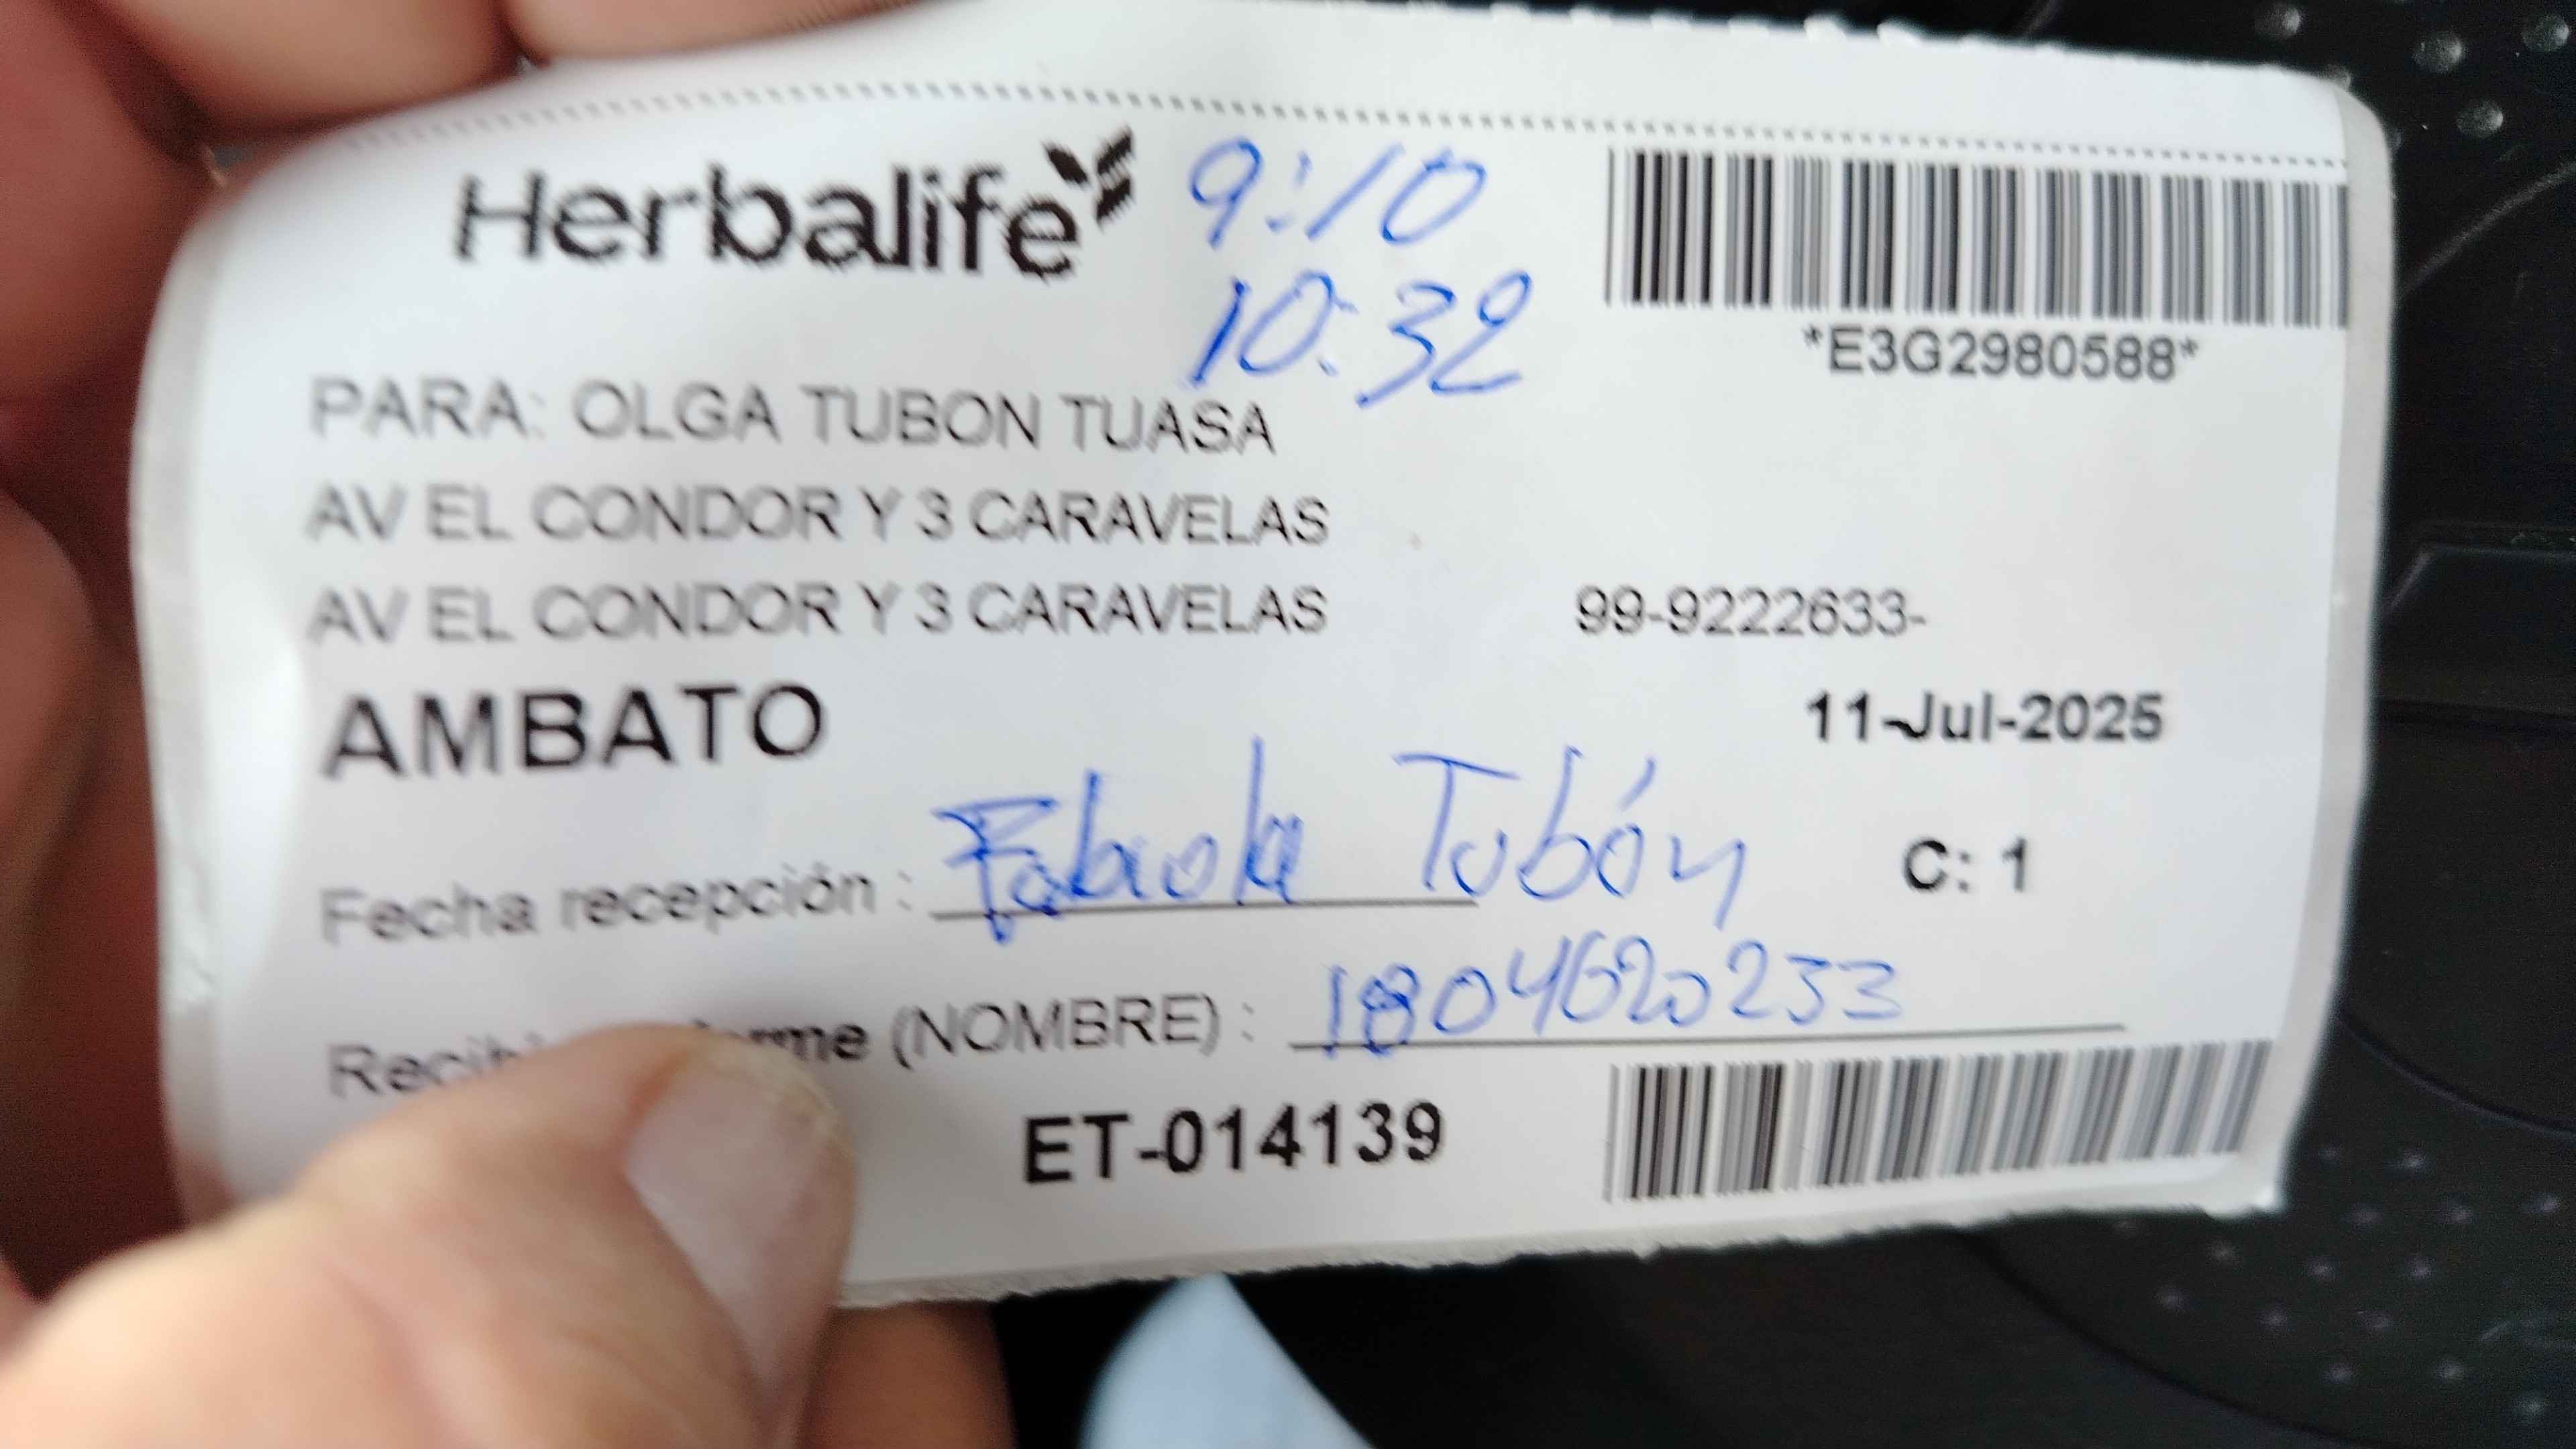 Herbalife
9:10
10:32
*E3G2980588*
PARA: OLGA TUBON TUASA
AV EL CONDOR Y 3 CARAVELAS
AV EL CONDOR Y 3 CARAVELAS 99-9222633-
AMBATO
11-Jul-2025
Fecha recepción : Fabiola Tubón
C: 1
(NOMBRE) : 1804620233
ET-014139